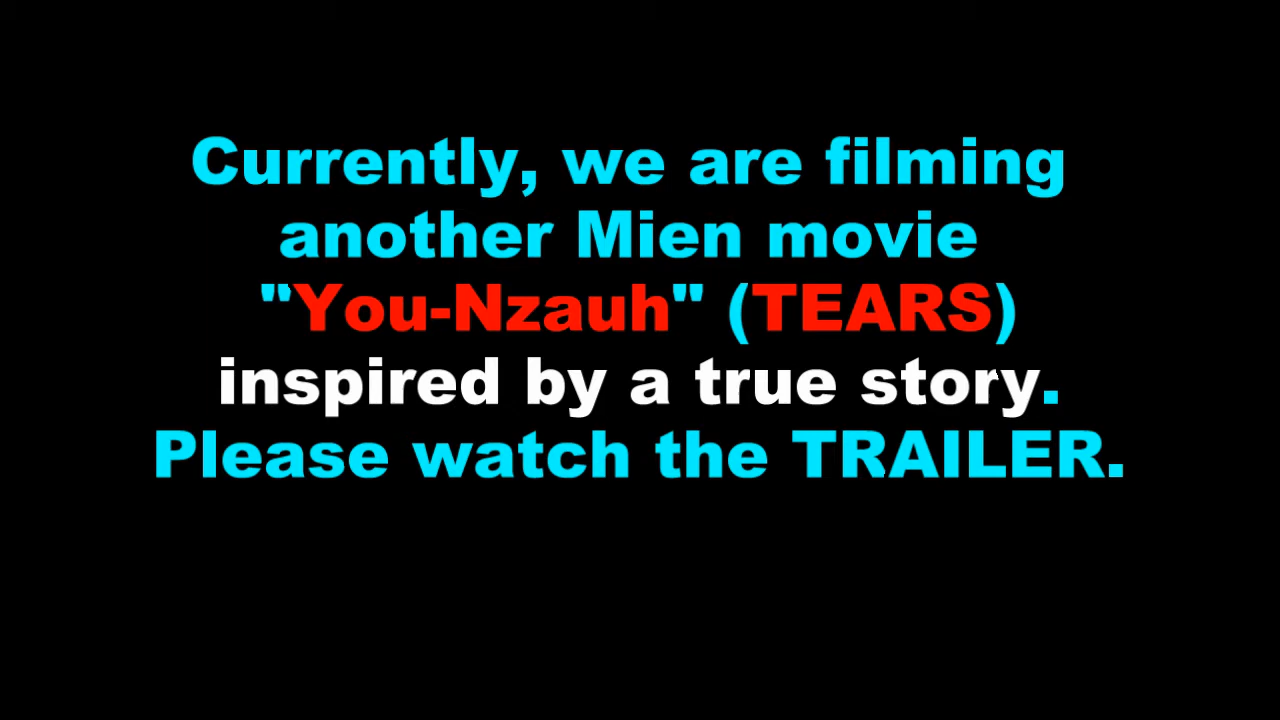 Currently, we are filming
another Mien movie
"You-Nzauh" (TEARS)
inspired by a true story.
Please watch the TRAILER.